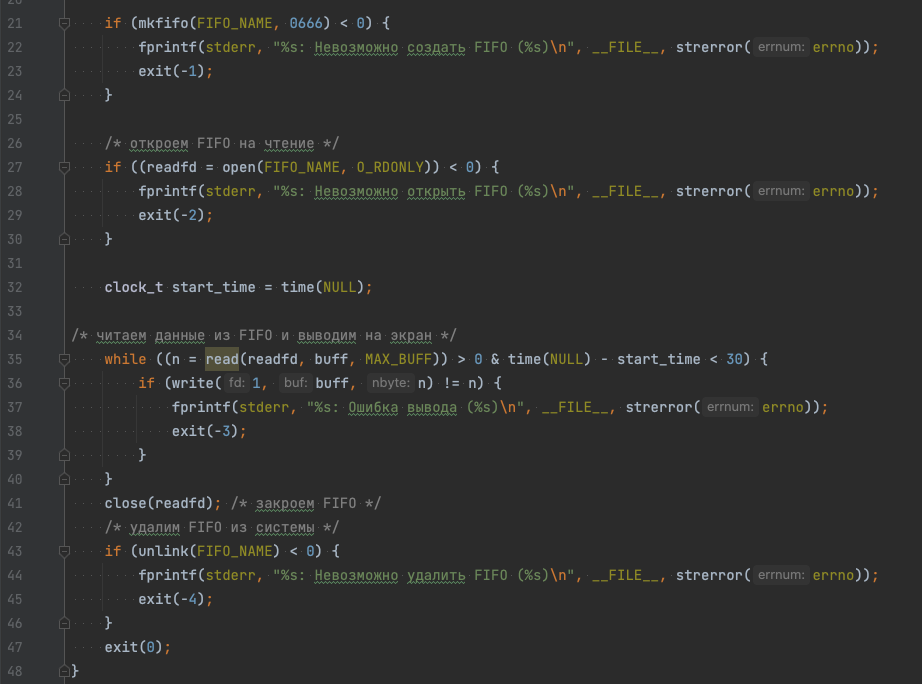 21 if (mkfifo(FIFO_NAME, 0666) < 0) {
22 fprintf(stderr, "%s: Невозможно создать FIFO (%s)\n", __FILE__, strerror( errnum: errno));
23 exit(-1);
24 }
25
26 /* откроем FIFO на чтение */
27 if ((readfd = open(FIFO_NAME, O_RDONLY)) < 0) {
28 fprintf(stderr, "%s: Невозможно открыть FIFO (%s)\n", __FILE__, strerror( errnum: errno));
29 exit(-2);
30 }
31
32 clock_t start_time = time(NULL);
33
34 /* читаем данные из FIFO и выводим на экран */
35 while ((n = read(readfd, buff, MAX_BUFF)) > 0 & time(NULL) - start_time < 30) {
36 if (write( fd: 1, buf: buff, nbyte: n) != n) {
37 fprintf(stderr, "%s: Ошибка вывода (%s)\n", __FILE__, strerror( errnum: errno));
38 exit(-3);
39 }
40 }
41 close(readfd); /* закроем FIFO */
42 /* удалим FIFO из системы */
43 if (unlink(FIFO_NAME) < 0) {
44 fprintf(stderr, "%s: Невозможно удалить FIFO (%s)\n", __FILE__, strerror( errnum: errno));
45 exit(-4);
46 }
47 exit(0);
48 }